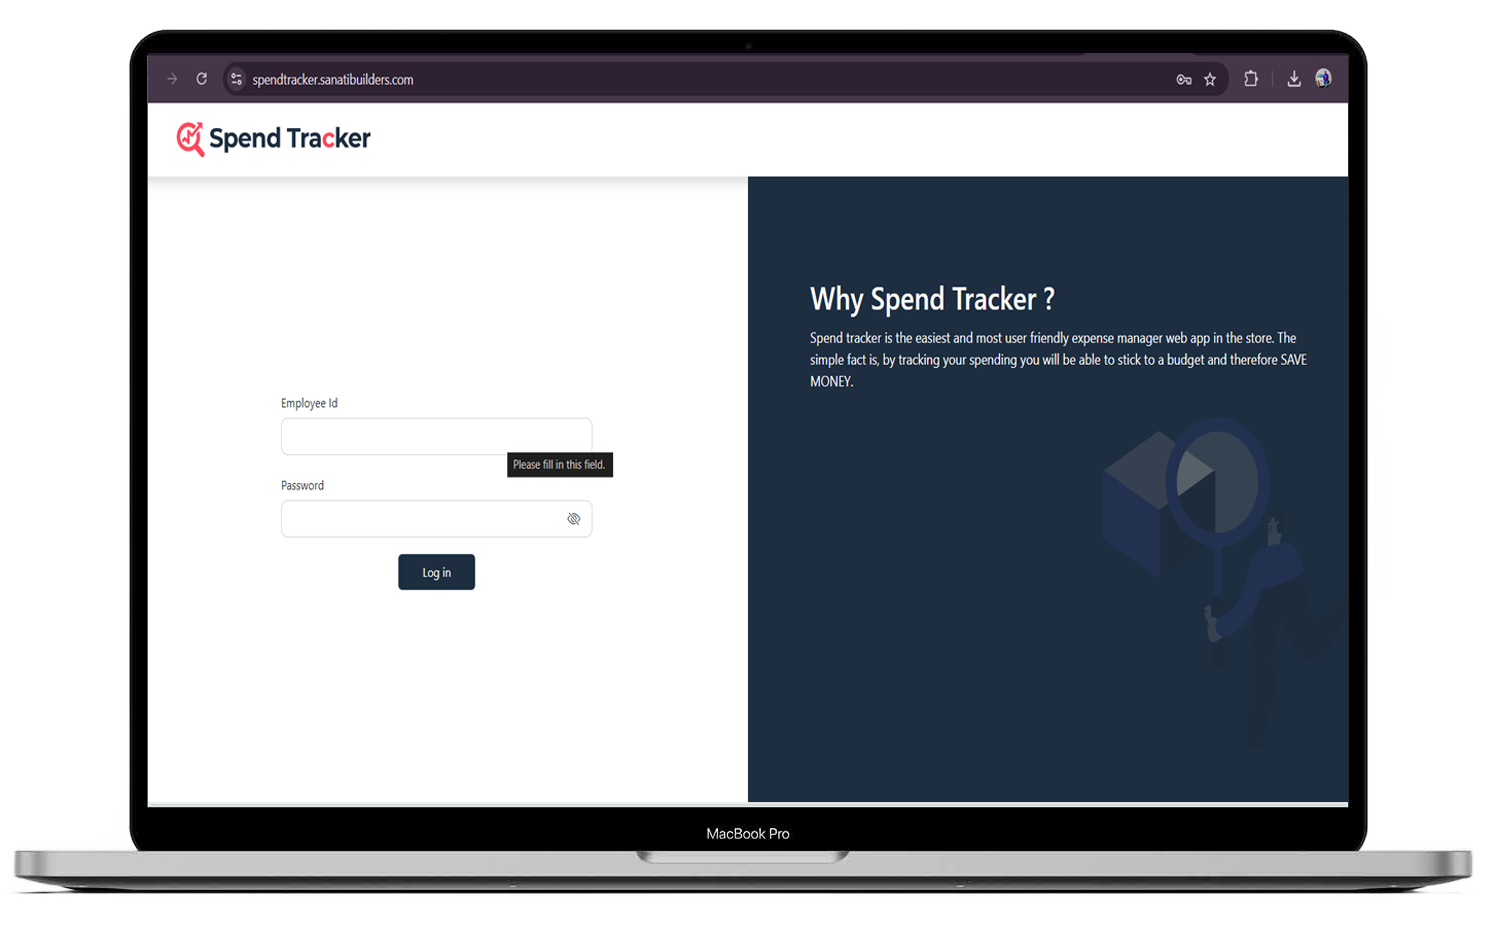 spendtracker.sanatibuilders.com
Spend Tracker
Why Spend Tracker ?
Spend tracker is the easiest and most user friendly expense manager web app in the store. The
simple fact is, by tracking your spending you will be able to stick to a budget and therefore SAVE
MONEY.
Employee Id
Please fill in this field.
Password
Log in
MacBook Pro